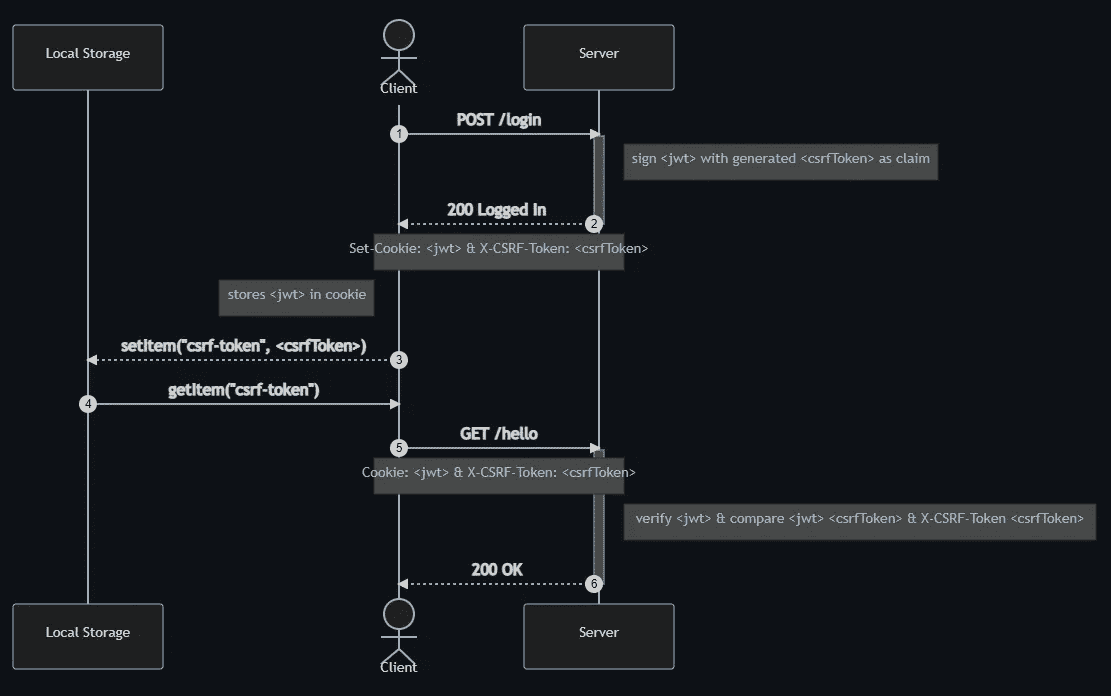 Local Storage
Client
Server
1
POST /login
sign <jwt> with generated <csrfToken> as claim
200 Logged In
2
Set-Cookie: <jwt> & X-CSRF-Token: <csrfToken>
stores <jwt> in cookie
setItem("csrf-token", <csrfToken>)
3
4
getItem("csrf-token")
5
GET /hello
Cookie: <jwt> & X-CSRF-Token: <csrfToken>
verify <jwt> & compare <jwt> <csrfToken> & X-CSRF-Token <csrfToken>
200 OK
6
Local Storage
Client
Server